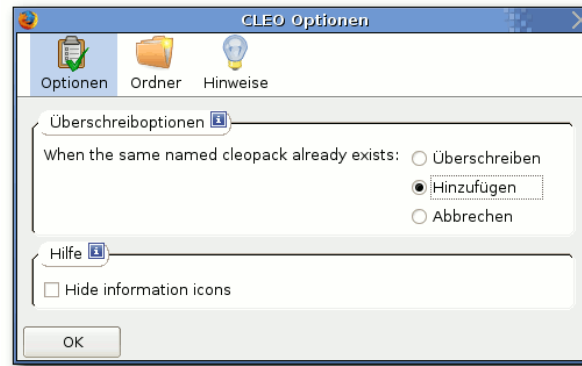 CLEO Optionen
Optionen Ordner Hinweise
Überschreiboptionen
When the same named cleopack already exists: Überschreiben
Hinzufügen
Abbrechen
Hilfe
Hide information icons
OK